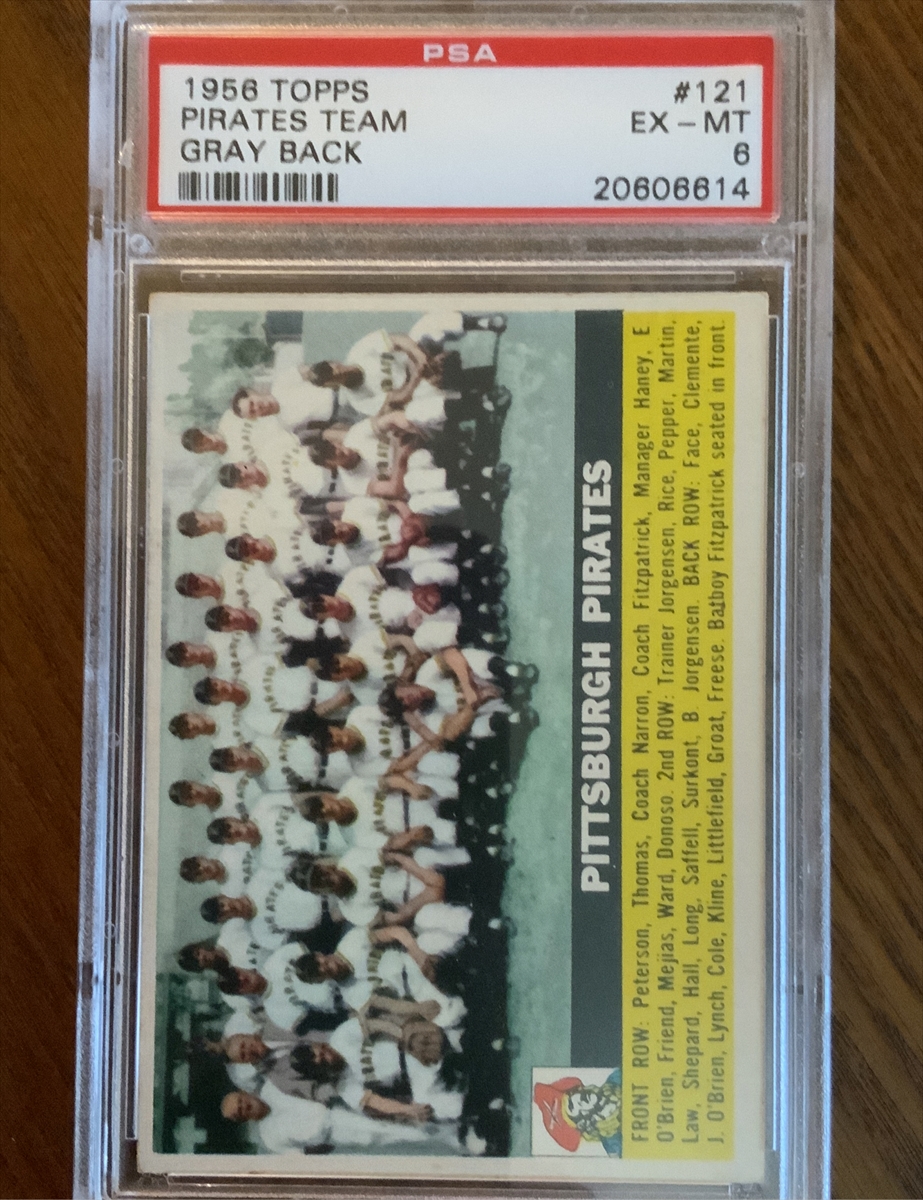 PSA
1956 TOPPS #121
PIRATES TEAM EX - MT
GRAY BACK 6
20606614
PITTSBURGH PIRATES
FRONT ROW: Peterson, Thomas, Coach Narron, Coach Fitzpatrick, Manager Haney, E
O'Brien, Friend, Mejias, Ward, Donoso. 2nd ROW: Trainer Jorgensen, Rice, Pepper, Martin,
Law, Shepard, Hall, Long, Saffell, Surkont, B. Jorgensen. BACK ROW: Face, Clemente,
J. O'Brien, Lynch, Cole, Kline, Littlefield, Groat, Freese. Batboy Fitzpatrick seated in front.